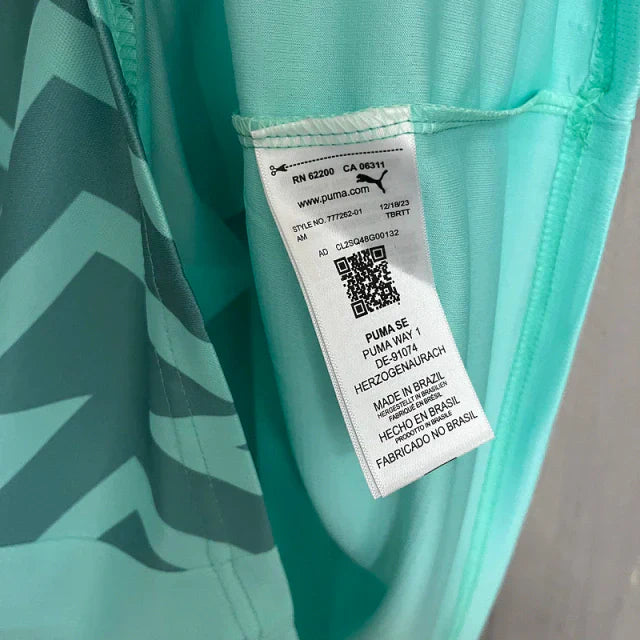 RN 62200 CA 06311
www.puma.com
STYLE NO. 777262-01 12/18/23
AM TBRTT
AD CL2SQ48G00132
PUMA SE
PUMA WAY 1
DE-91074
HERZOGENAURACH
MADE IN BRAZIL
HERGESTELLT IN BRASILIEN
FABRIQUÉ EN BRÉSIL
HECHO EN BRASIL
PRODOTTO IN BRASILE
FABRICADO NO BRASIL